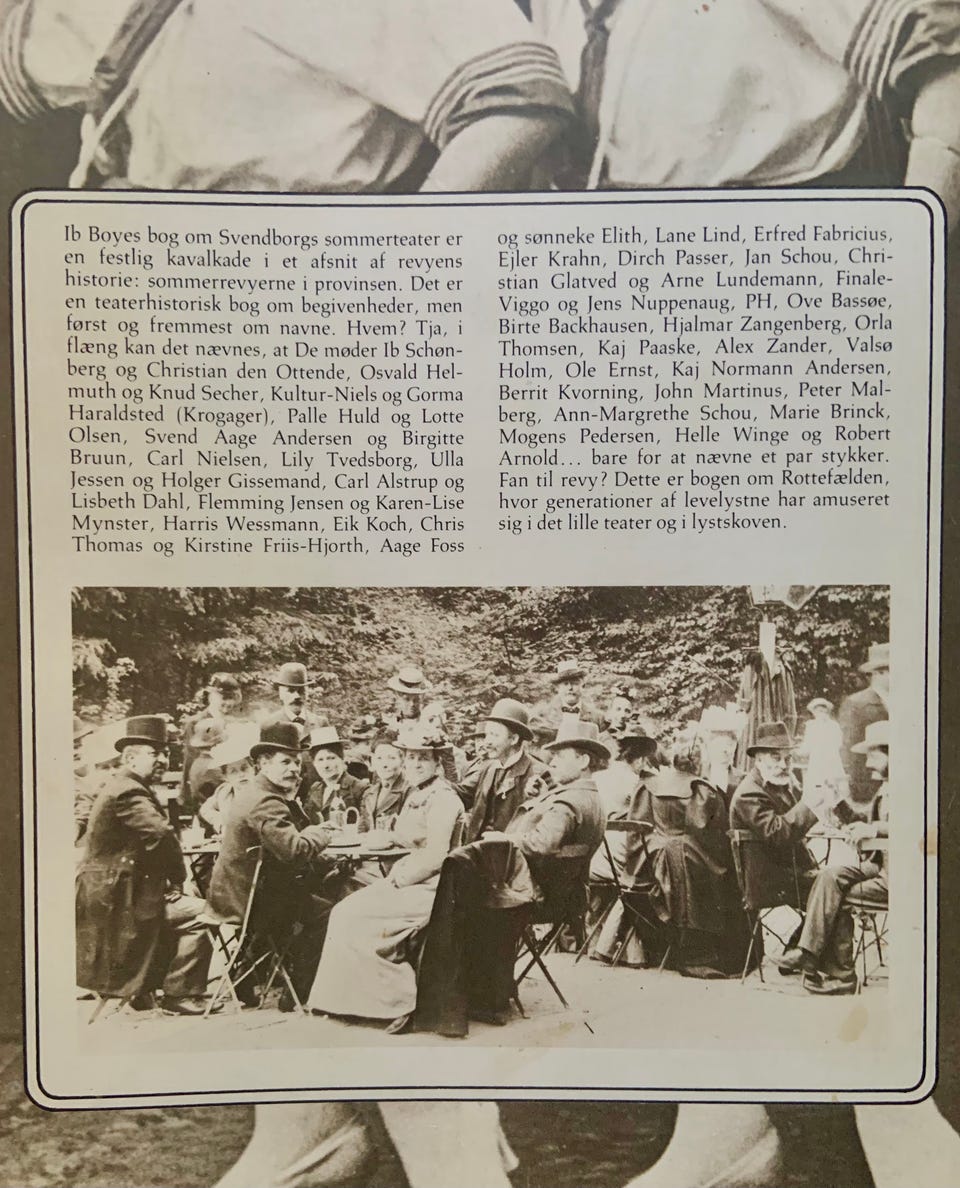 Ib Boyes bog om Svendborgs sommerteater er
en festlig kavalkade i et afsnit af revyens
historie: sommerrevyerne i provinsen. Det er
en teaterhistorisk bog om begivenheder, men
først og fremmest om navne. Hvem? Tja, i
flæng kan det nævnes, at De møder Ib Schøn-
berg og Christian den Ottende, Osvald Hel-
muth og Knud Secher, Kultur-Niels og Gorma
Haraldsted (Krogager), Palle Huld og Lotte
Olsen, Svend Aage Andersen og Birgitte
Bruun, Carl Nielsen, Lily Tvedsborg, Ulla
Jessen og Holger Gissemand, Carl Alstrup og
Lisbeth Dahl, Flemming Jensen og Karen-Lise
Mynster, Harris Wessmann, Eik Koch, Chris
Thomas og Kirstine Friis-Hjorth, Aage Foss
og sønneke Elith, Lane Lind, Erfred Fabricius,
Ejler Krahn, Dirch Passer, Jan Schou, Chri-
stian Glatved og Arne Lundemann, Finale-
Viggo og Jens Nuppenaug, PH, Ove Bassøe,
Birte Backhausen, Hjalmar Zangenberg, Orla
Thomsen, Kaj Paaske, Alex Zander, Valsø
Holm, Ole Ernst, Kaj Normann Andersen,
Berrit Kvorning, John Martinus, Peter Mal-
berg, Ann-Margrethe Schou, Marie Brinck,
Mogens Pedersen, Helle Winge og Robert
Arnold... bare for at nævne et par stykker.
Fan til revy? Dette er bogen om Rottefælden,
hvor generationer af levelystne har amuseret
sig i det lille teater og i lystskoven.